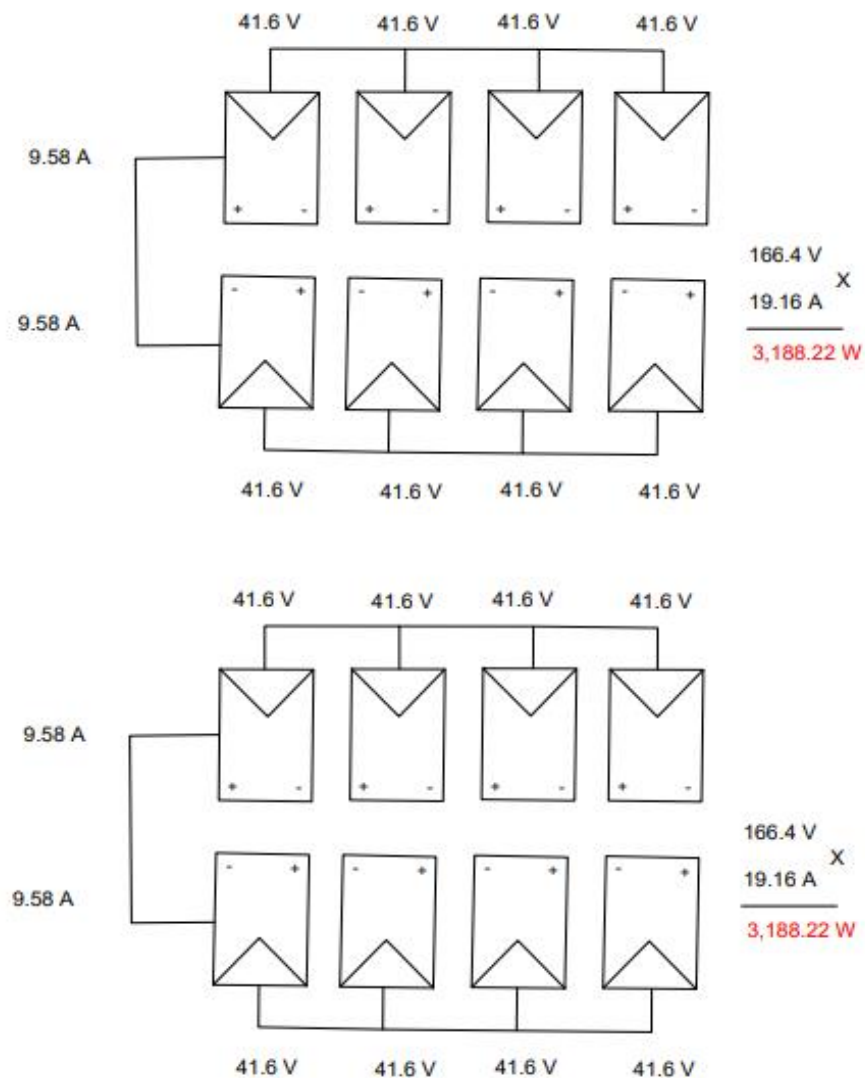 41.6 V 41.6 V 41.6 V 41.6 V
9.58 A
+ - + - + - + -
166.4 V
X
- + - + - + - +
19.16 A
9.58 A
3,188.22 W
41.6 V 41.6 V 41.6 V 41.6 V
41.6 V 41.6 V 41.6 V 41.6 V
9.58 A
+ - + - + - + -
166.4 V
X
- + - + - + - +
19.16 A
9.58 A
3,188.22 W
41.6 V 41.6 V 41.6 V 41.6 V